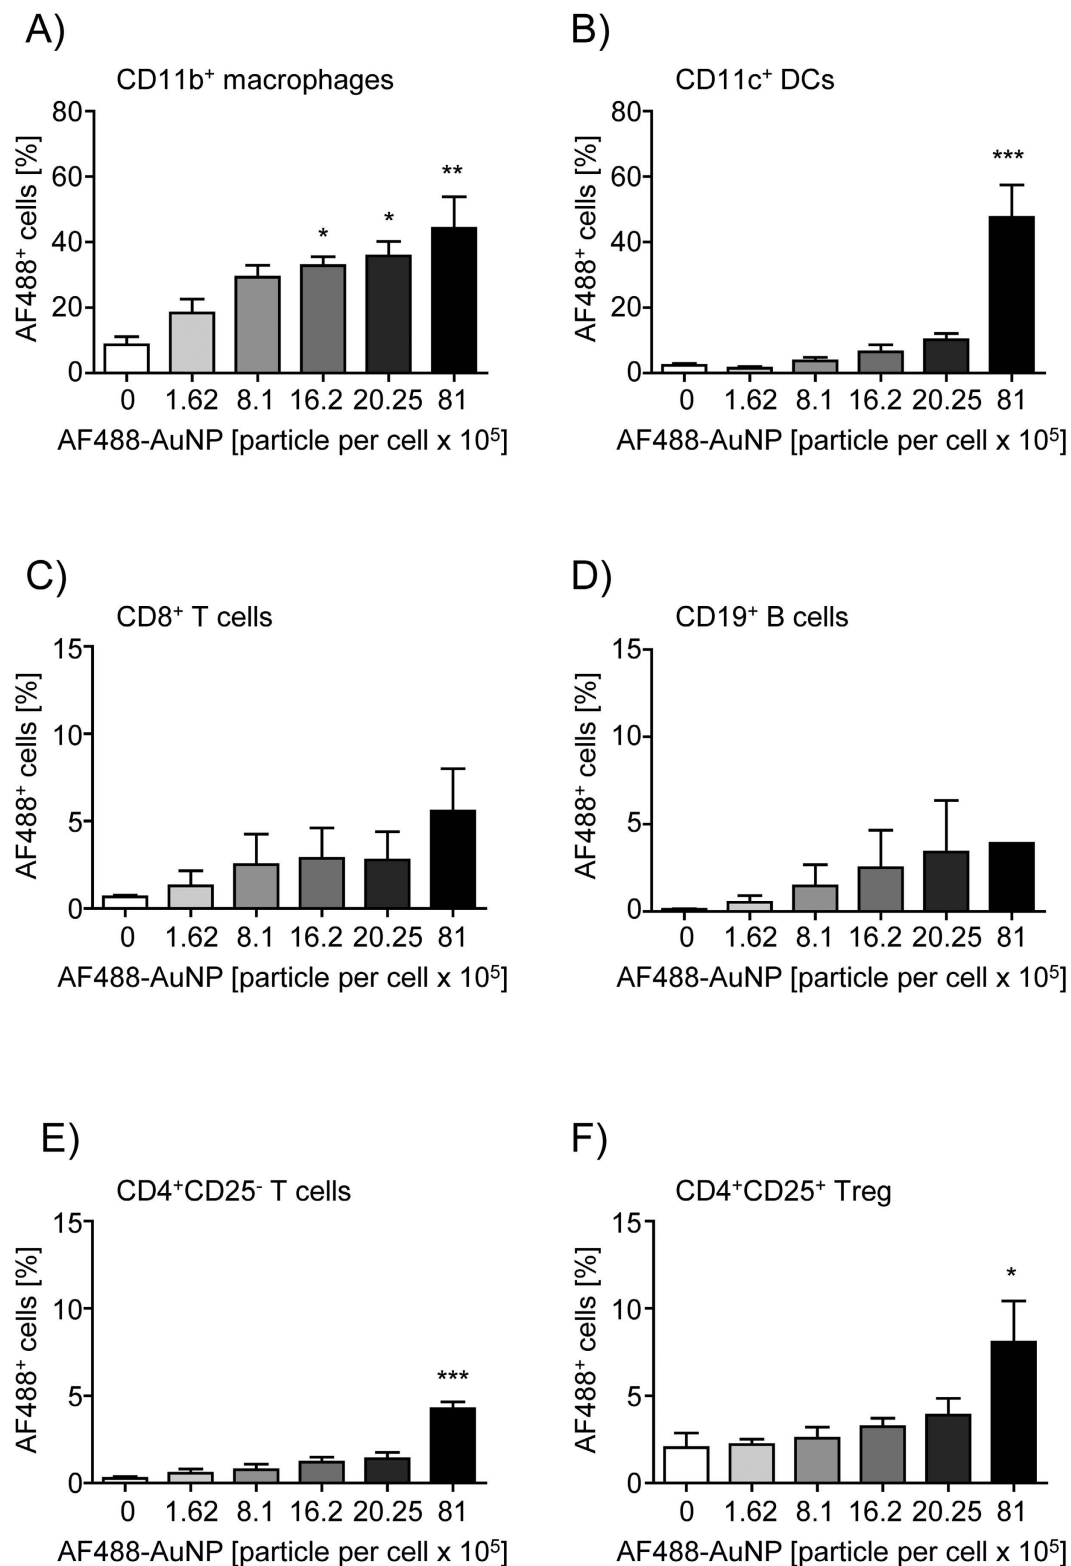 A)
CD11b⁺ macrophages
AF488⁺ cells [%]
80
60
40
20
0
*
*
**
0 1.62 8.1 16.2 20.25 81
AF488-AuNP [particle per cell x 10⁵]
B)
CD11c⁺ DCs
AF488⁺ cells [%]
80
60
40
20
0
***
0 1.62 8.1 16.2 20.25 81
AF488-AuNP [particle per cell x 10⁵]
C)
CD8⁺ T cells
AF488⁺ cells [%]
15
10
5
0
0 1.62 8.1 16.2 20.25 81
AF488-AuNP [particle per cell x 10⁵]
D)
CD19⁺ B cells
AF488⁺ cells [%]
15
10
5
0
0 1.62 8.1 16.2 20.25 81
AF488-AuNP [particle per cell x 10⁵]
E)
CD4⁺CD25⁻ T cells
AF488⁺ cells [%]
15
10
5
0
***
0 1.62 8.1 16.2 20.25 81
AF488-AuNP [particle per cell x 10⁵]
F)
CD4⁺CD25⁺ Treg
AF488⁺ cells [%]
15
10
5
0
*
0 1.62 8.1 16.2 20.25 81
AF488-AuNP [particle per cell x 10⁵]